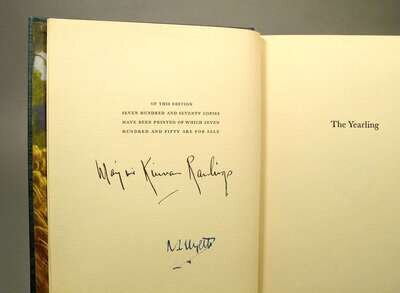 OF THIS EDITION
SEVEN HUNDRED AND SEVENTY COPIES
HAVE BEEN PRINTED OF WHICH SEVEN
HUNDRED AND FIFTY ARE FOR SALE
The Yearling
Marjorie Kinnan Rawlings
N C Wyeth